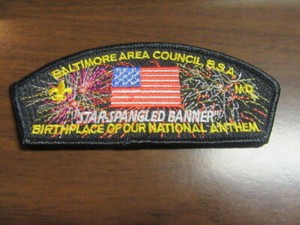 BALTIMORE AREA COUNCIL, B.S.A.
MD.
"STAR-SPANGLED BANNER"
BIRTHPLACE OF OUR NATIONAL ANTHEM